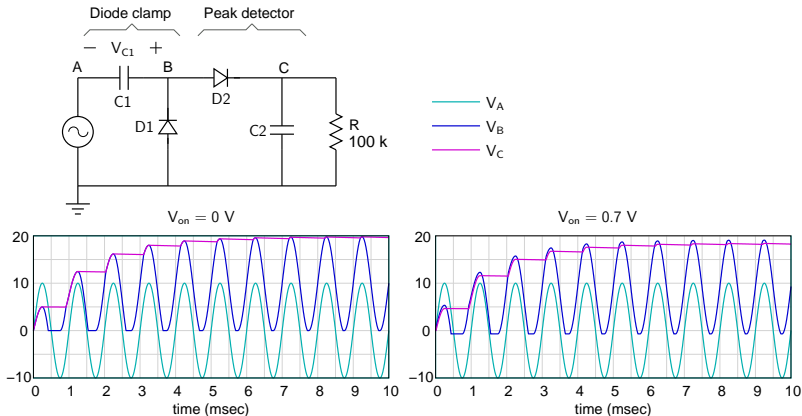 Diode clamp Peak detector
− V_C1 +
A B C
C1 D2
D1 C2 R
100 k
V_A
V_B
V_C
V_on = 0 V V_on = 0.7 V
20 20
10 10
0 0
−10 −10
0 1 2 3 4 5 6 7 8 9 10 0 1 2 3 4 5 6 7 8 9 10
time (msec) time (msec)